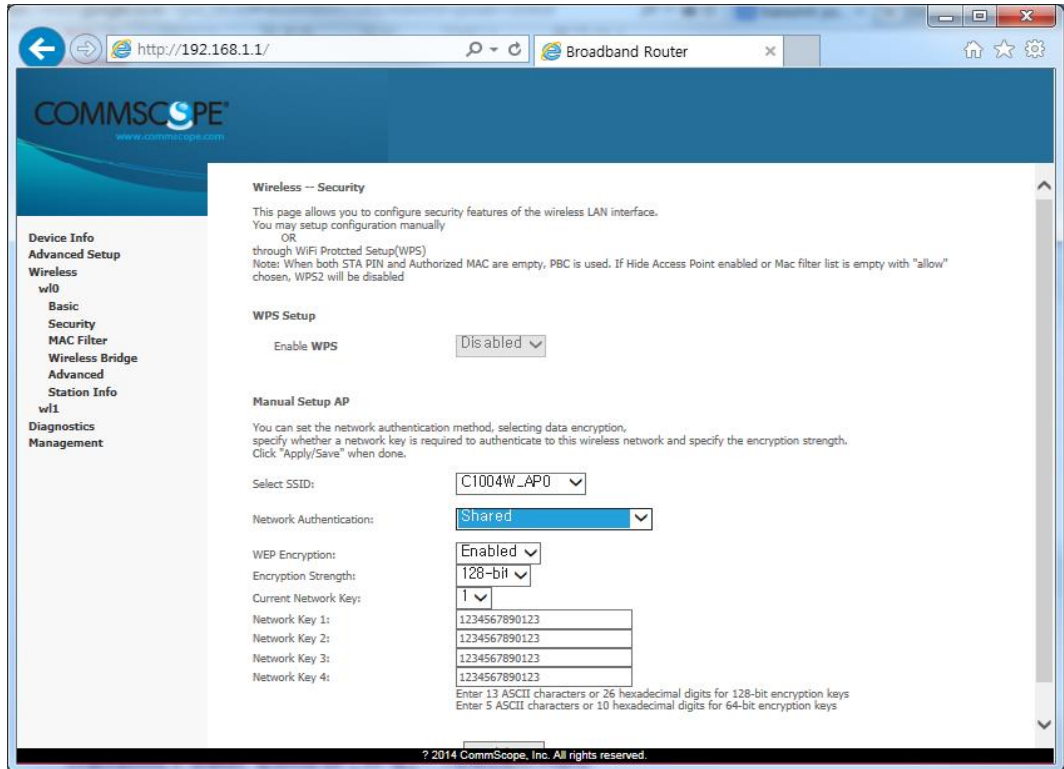 http://192.168.1.1/
Broadband Router
COMMSCOPE®
www.commscope.com
Device Info
Advanced Setup
Wireless
wl0
Basic
Security
MAC Filter
Wireless Bridge
Advanced
Station Info
wl1
Diagnostics
Management
Wireless -- Security
This page allows you to configure security features of the wireless LAN interface.
You may setup configuration manually
OR
through WiFi Protcted Setup(WPS)
Note: When both STA PIN and Authorized MAC are empty, PBC is used. If Hide Access Point enabled or Mac filter list is empty with "allow"
chosen, WPS2 will be disabled
WPS Setup
Enable WPS Disabled
Manual Setup AP
You can set the network authentication method, selecting data encryption,
specify whether a network key is required to authenticate to this wireless network and specify the encryption strength.
Click "Apply/Save" when done.
Select SSID: C1004W_AP0
Network Authentication: Shared
WEP Encryption: Enabled
Encryption Strength: 128-bit
Current Network Key: 1
Network Key 1: 1234567890123
Network Key 2: 1234567890123
Network Key 3: 1234567890123
Network Key 4: 1234567890123
Enter 13 ASCII characters or 26 hexadecimal digits for 128-bit encryption keys
Enter 5 ASCII characters or 10 hexadecimal digits for 64-bit encryption keys
? 2014 CommScope, Inc. All rights reserved.